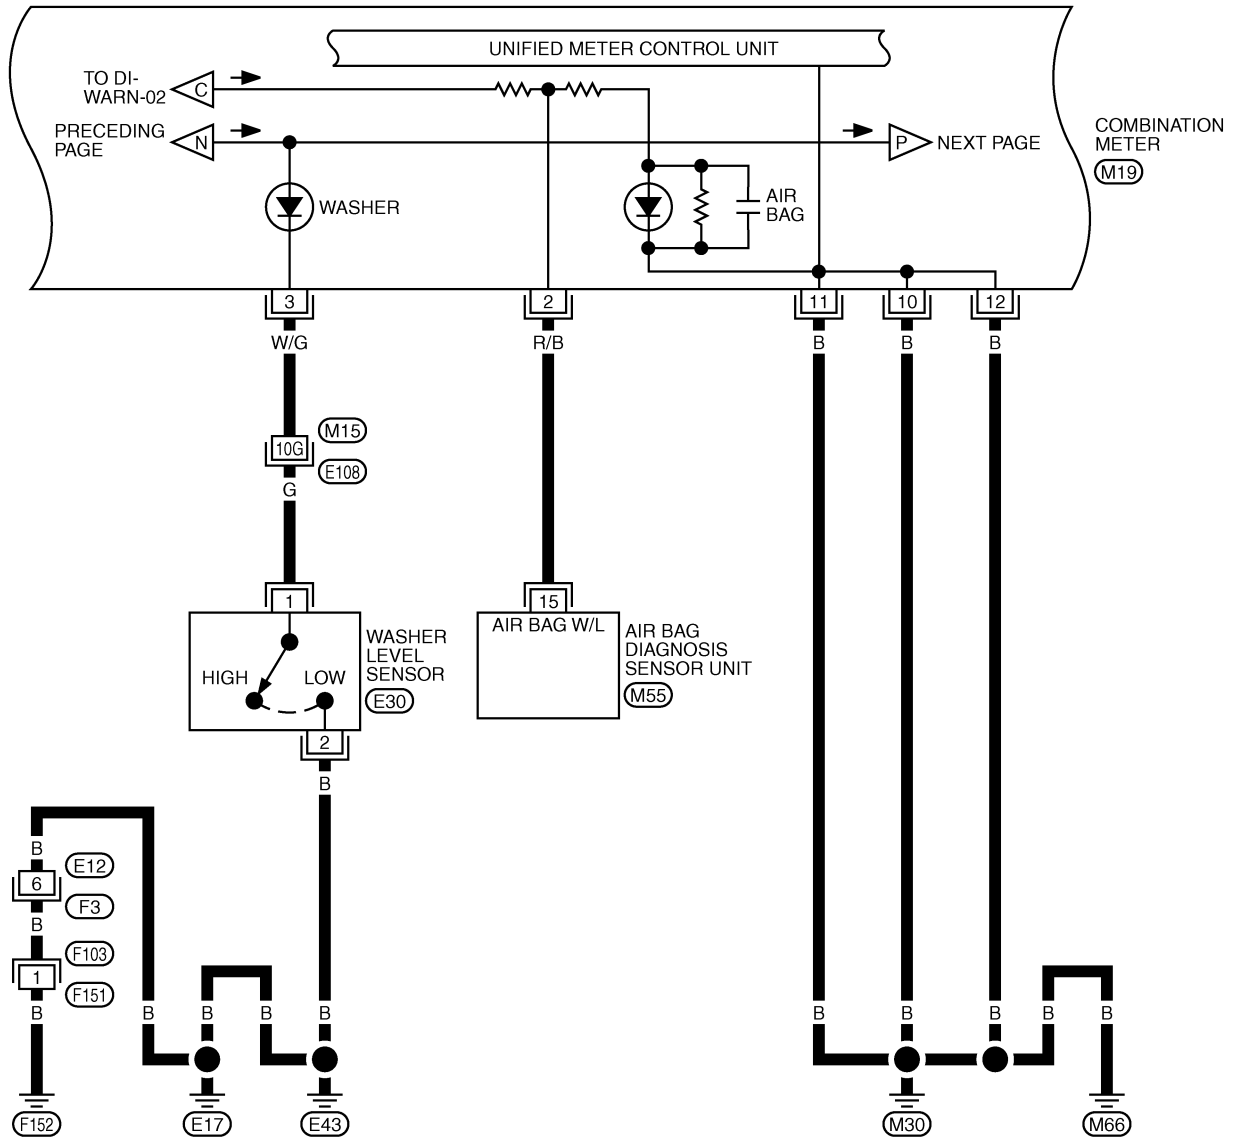 UNIFIED METER CONTROL UNIT
TO DI-
WARN-02
C
PRECEDING
PAGE
N
P
NEXT PAGE
COMBINATION
METER
M19
WASHER
AIR
BAG
3
2
11
10
12
W/G
R/B
B
B
B
M15
10G
E108
G
1
15
AIR BAG W/L
WASHER
LEVEL
SENSOR
E30
HIGH
LOW
AIR BAG
DIAGNOSIS
SENSOR UNIT
M55
2
B
B
E12
6
F3
B
F103
1
F151
B
B
B
B
B
B
B
B
B
B
F152
E17
E43
M30
M66